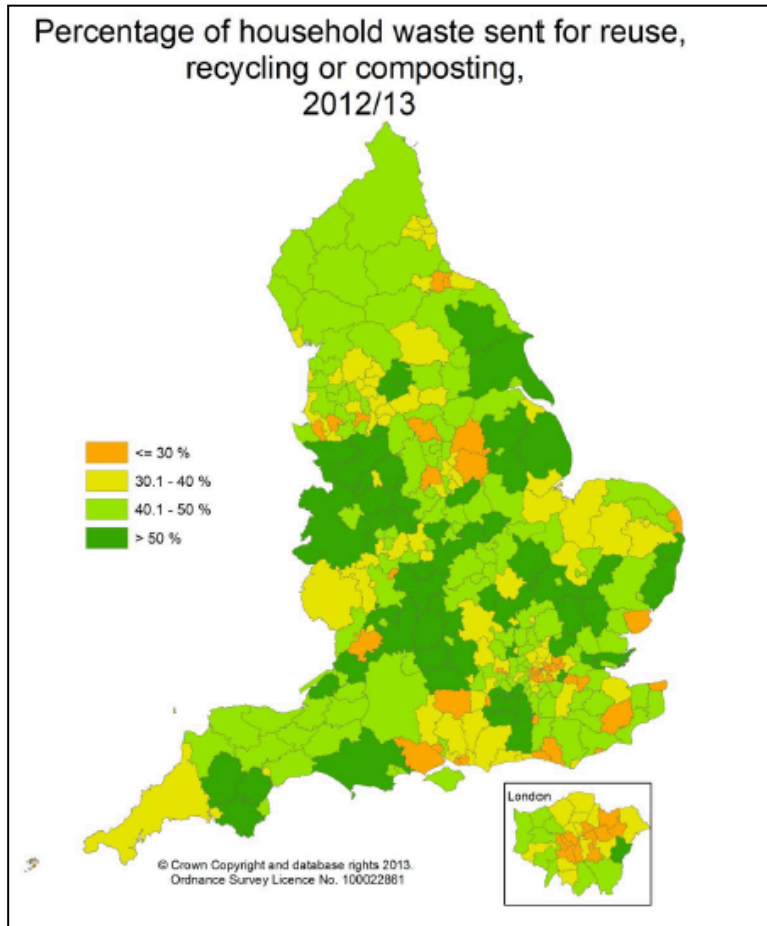 Percentage of household waste sent for reuse,
recycling or composting,
2012/13
<= 30 %
30.1 - 40 %
40.1 - 50 %
> 50 %
London
© Crown Copyright and database rights 2013.
Ordnance Survey Licence No. 100022861